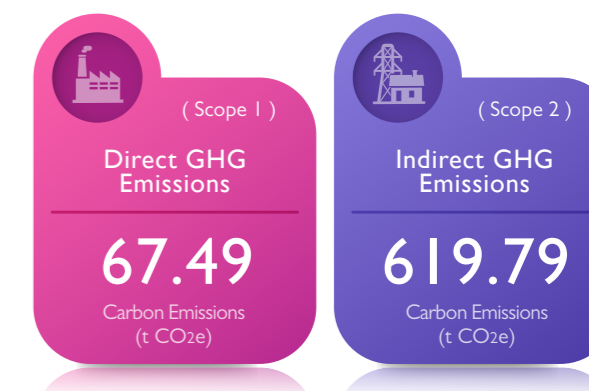 ( Scope 1 )
Direct GHG
Emissions
67.49
Carbon Emissions
(t CO2e)
( Scope 2 )
Indirect GHG
Emissions
619.79
Carbon Emissions
(t CO2e)